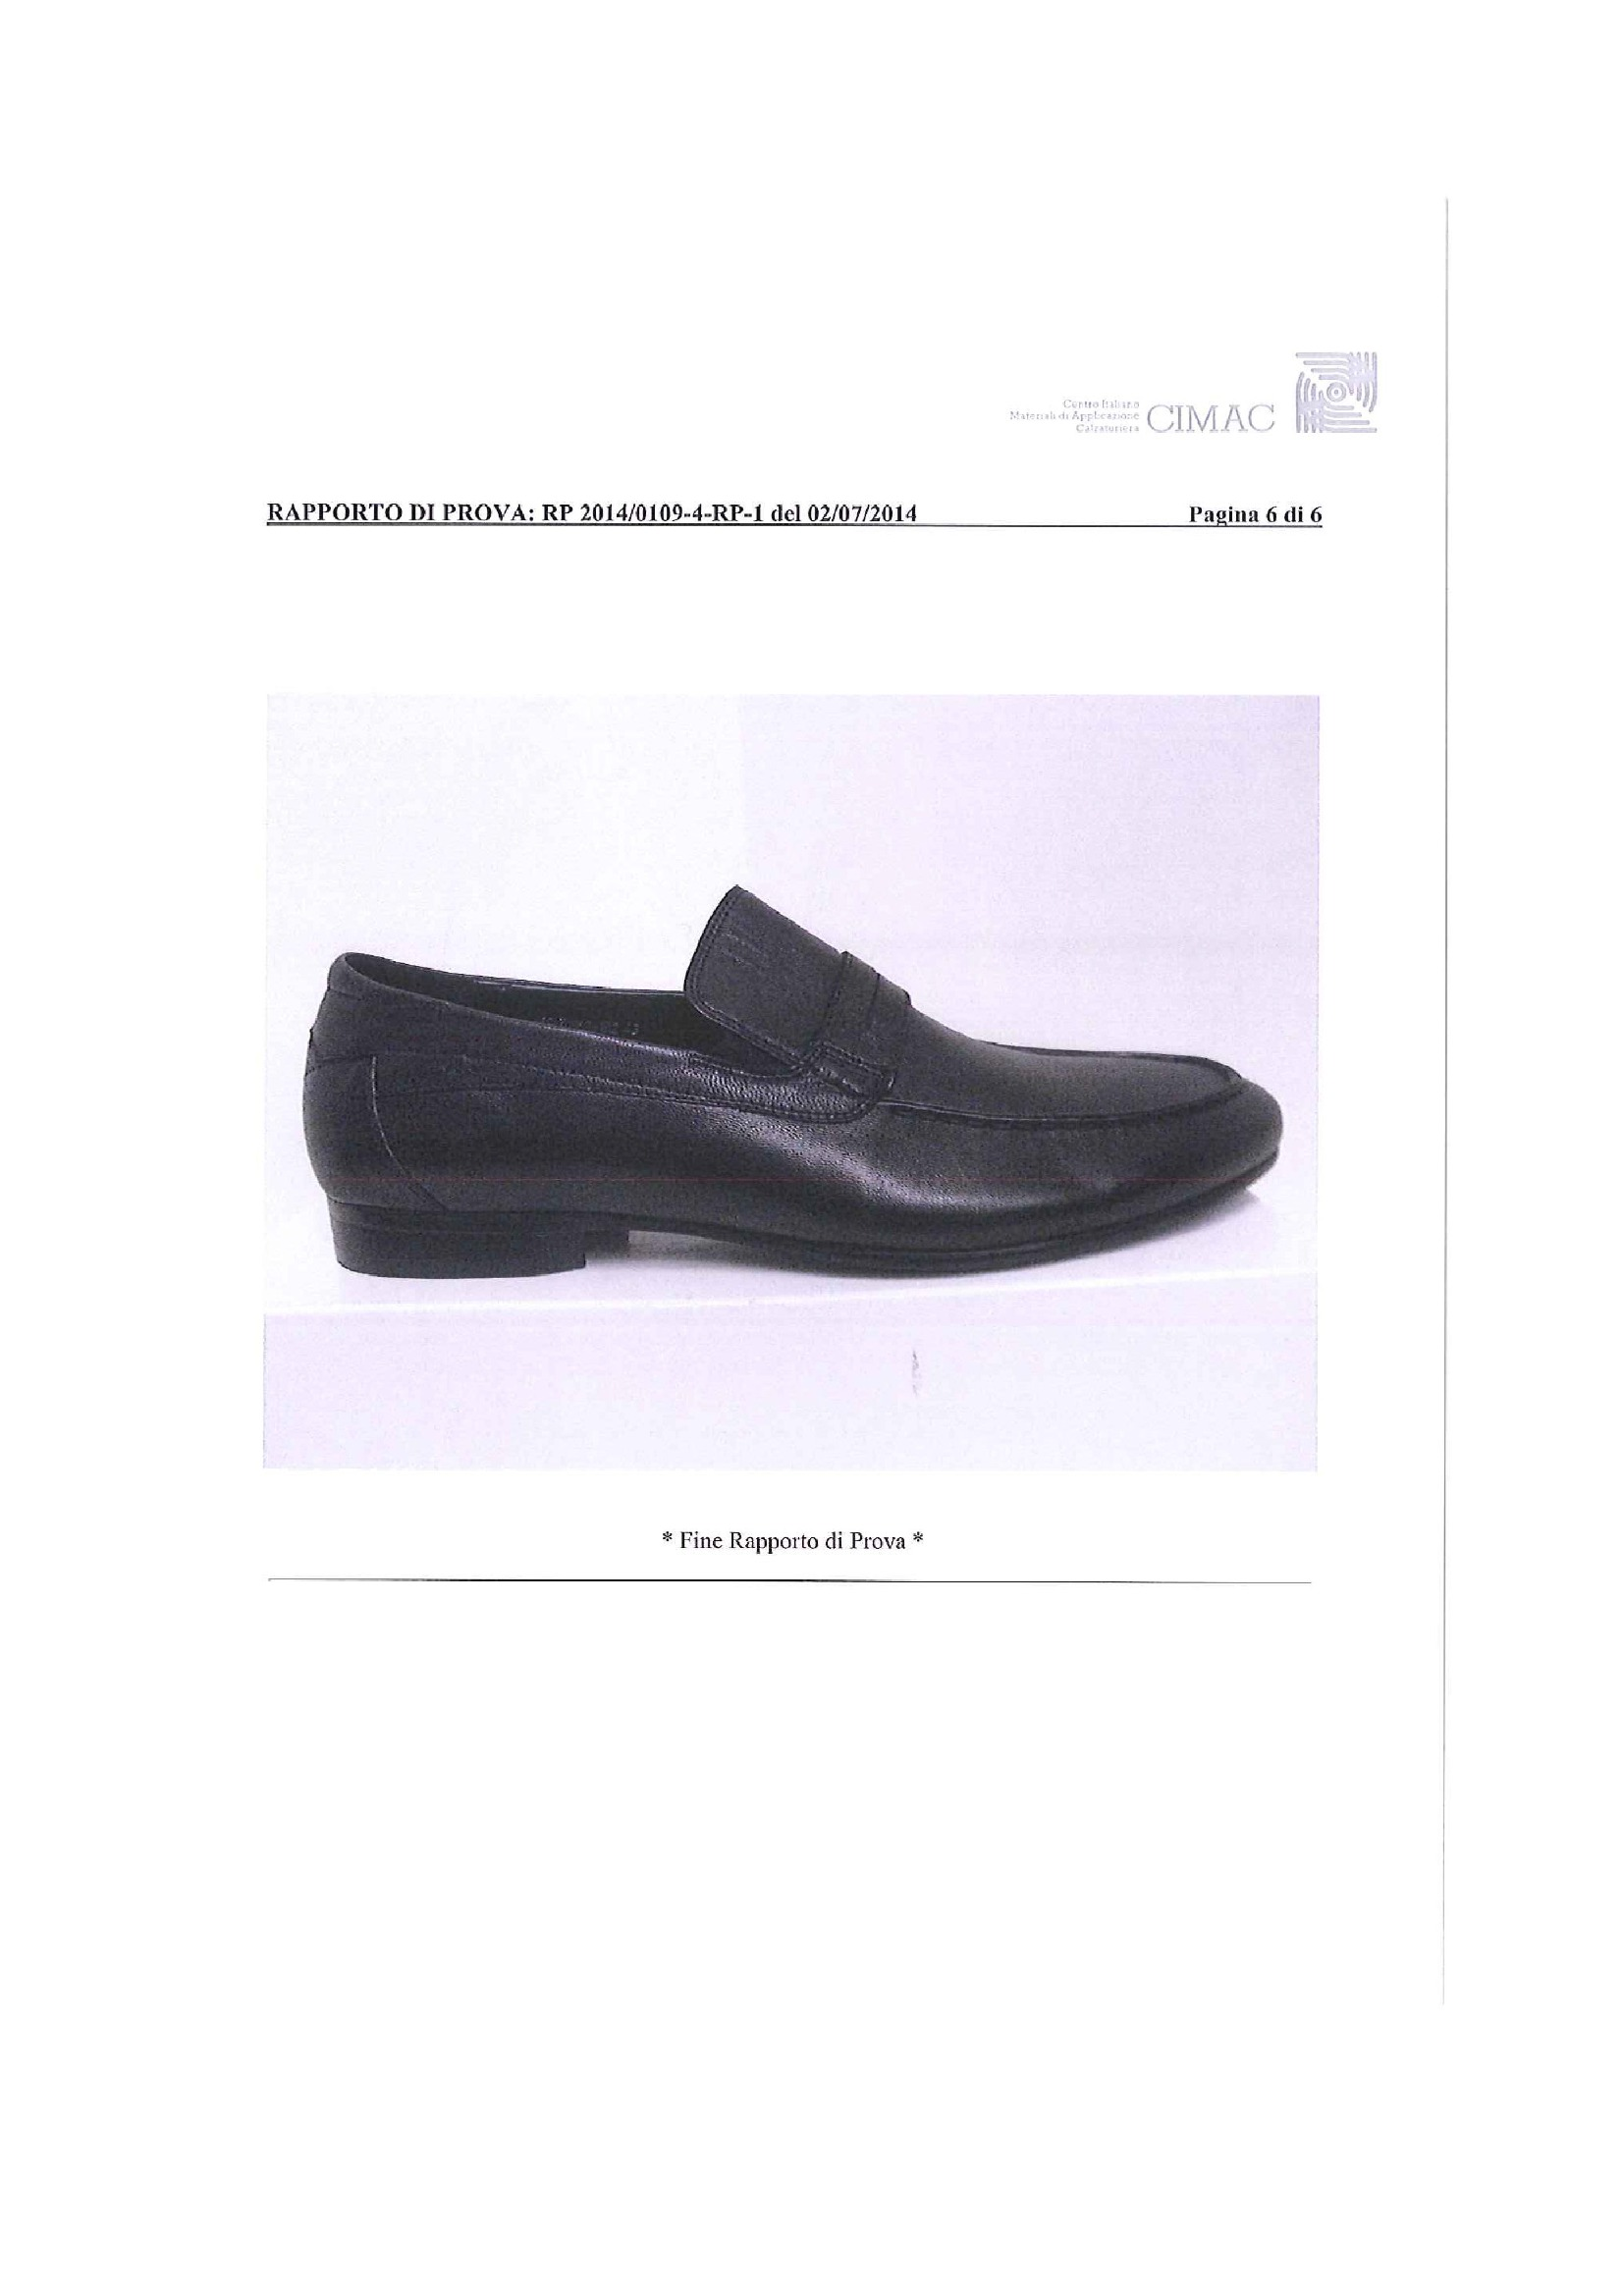 Centro Italiano
Materiali di Applicazione
Calzaturiera
CIMAC
RAPPORTO DI PROVA: RP 2014/0109-4-RP-1 del 02/07/2014
Pagina 6 di 6
* Fine Rapporto di Prova *